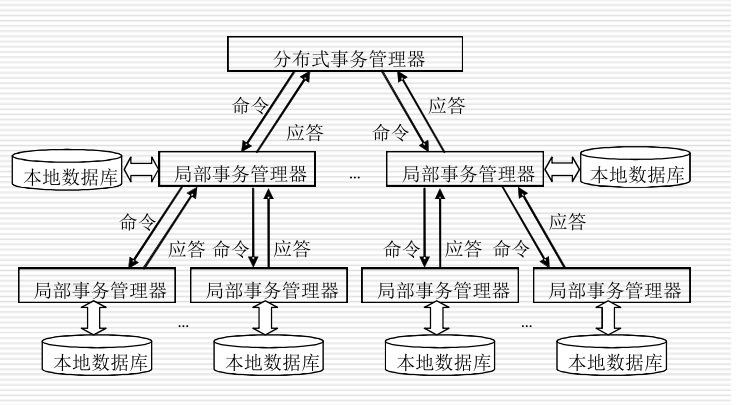 分布式事务管理器
命令
应答
命令
应答
本地数据库
局部事务管理器
...
局部事务管理器
本地数据库
命令
应答
命令
应答
命令
应答
命令
应答
局部事务管理器
局部事务管理器
局部事务管理器
局部事务管理器
...
...
本地数据库
本地数据库
本地数据库
本地数据库